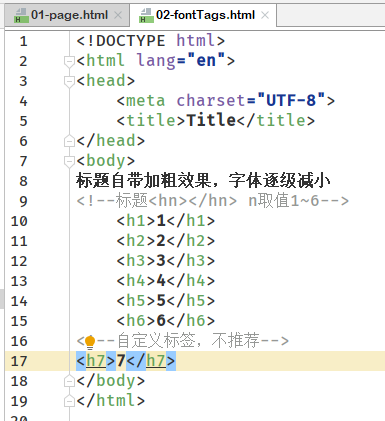 01-page.html 02-fontTags.html
1 <!DOCTYPE html>
2 <html lang="en">
3 <head>
4 <meta charset="UTF-8">
5 <title>Title</title>
6 </head>
7 <body>
8 标题自带加粗效果，字体逐级减小
9 <!--标题<hn></hn> n取值1~6-->
10 <h1>1</h1>
11 <h2>2</h2>
12 <h3>3</h3>
13 <h4>4</h4>
14 <h5>5</h5>
15 <h6>6</h6>
16 <!--自定义标签，不推荐-->
17 <h7>7</h7>
18 </body>
19 </html>
20